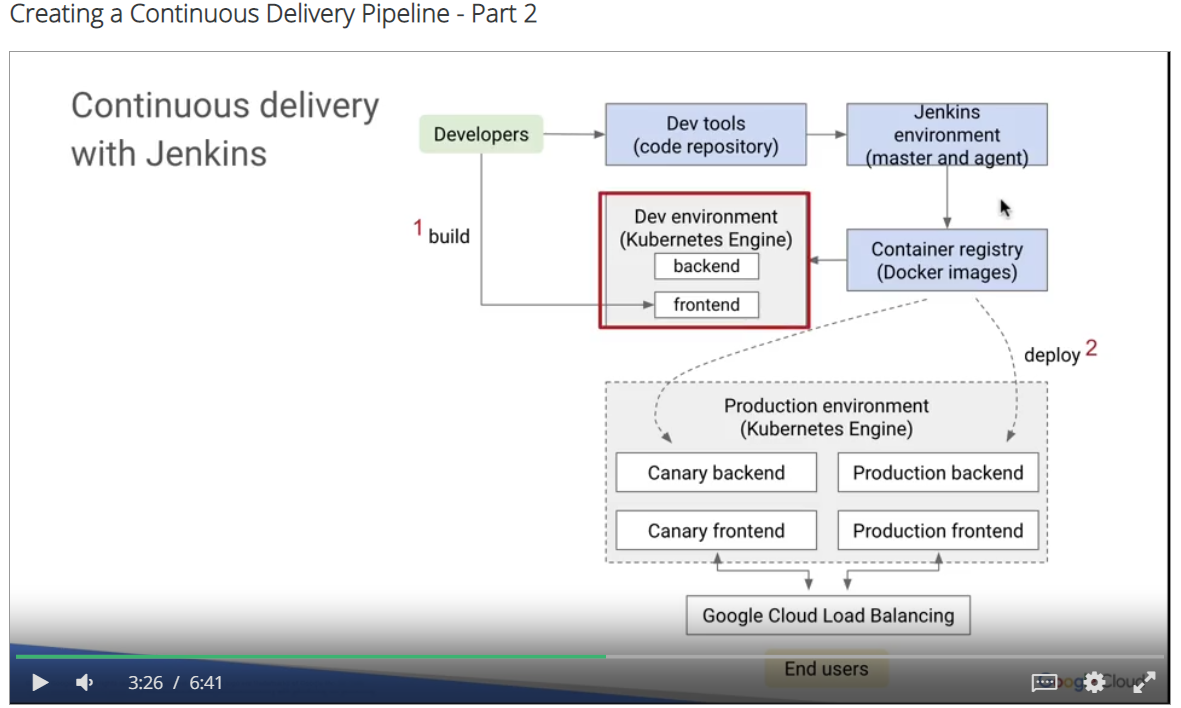 Creating a Continuous Delivery Pipeline - Part 2
Continuous delivery
with Jenkins
Developers
Dev tools
(code repository)
Jenkins
environment
(master and agent)
1 build
Dev environment
(Kubernetes Engine)
backend
frontend
Container registry
(Docker images)
deploy 2
Production environment
(Kubernetes Engine)
Canary backend
Production backend
Canary frontend
Production frontend
Google Cloud Load Balancing
End users
3:26 / 6:41
Cloud